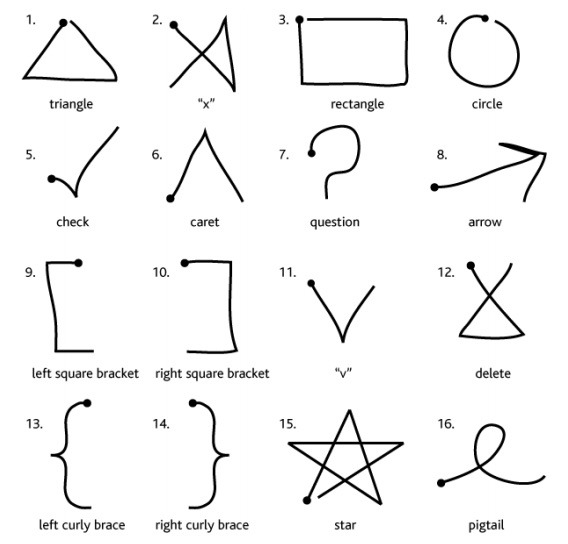 1. 2. 3. 4.
triangle “x” rectangle circle
5. 6. 7. 8.
check caret question arrow
9. 10. 11. 12.
left square bracket right square bracket “v” delete
13. 14. 15. 16.
left curly brace right curly brace star pigtail